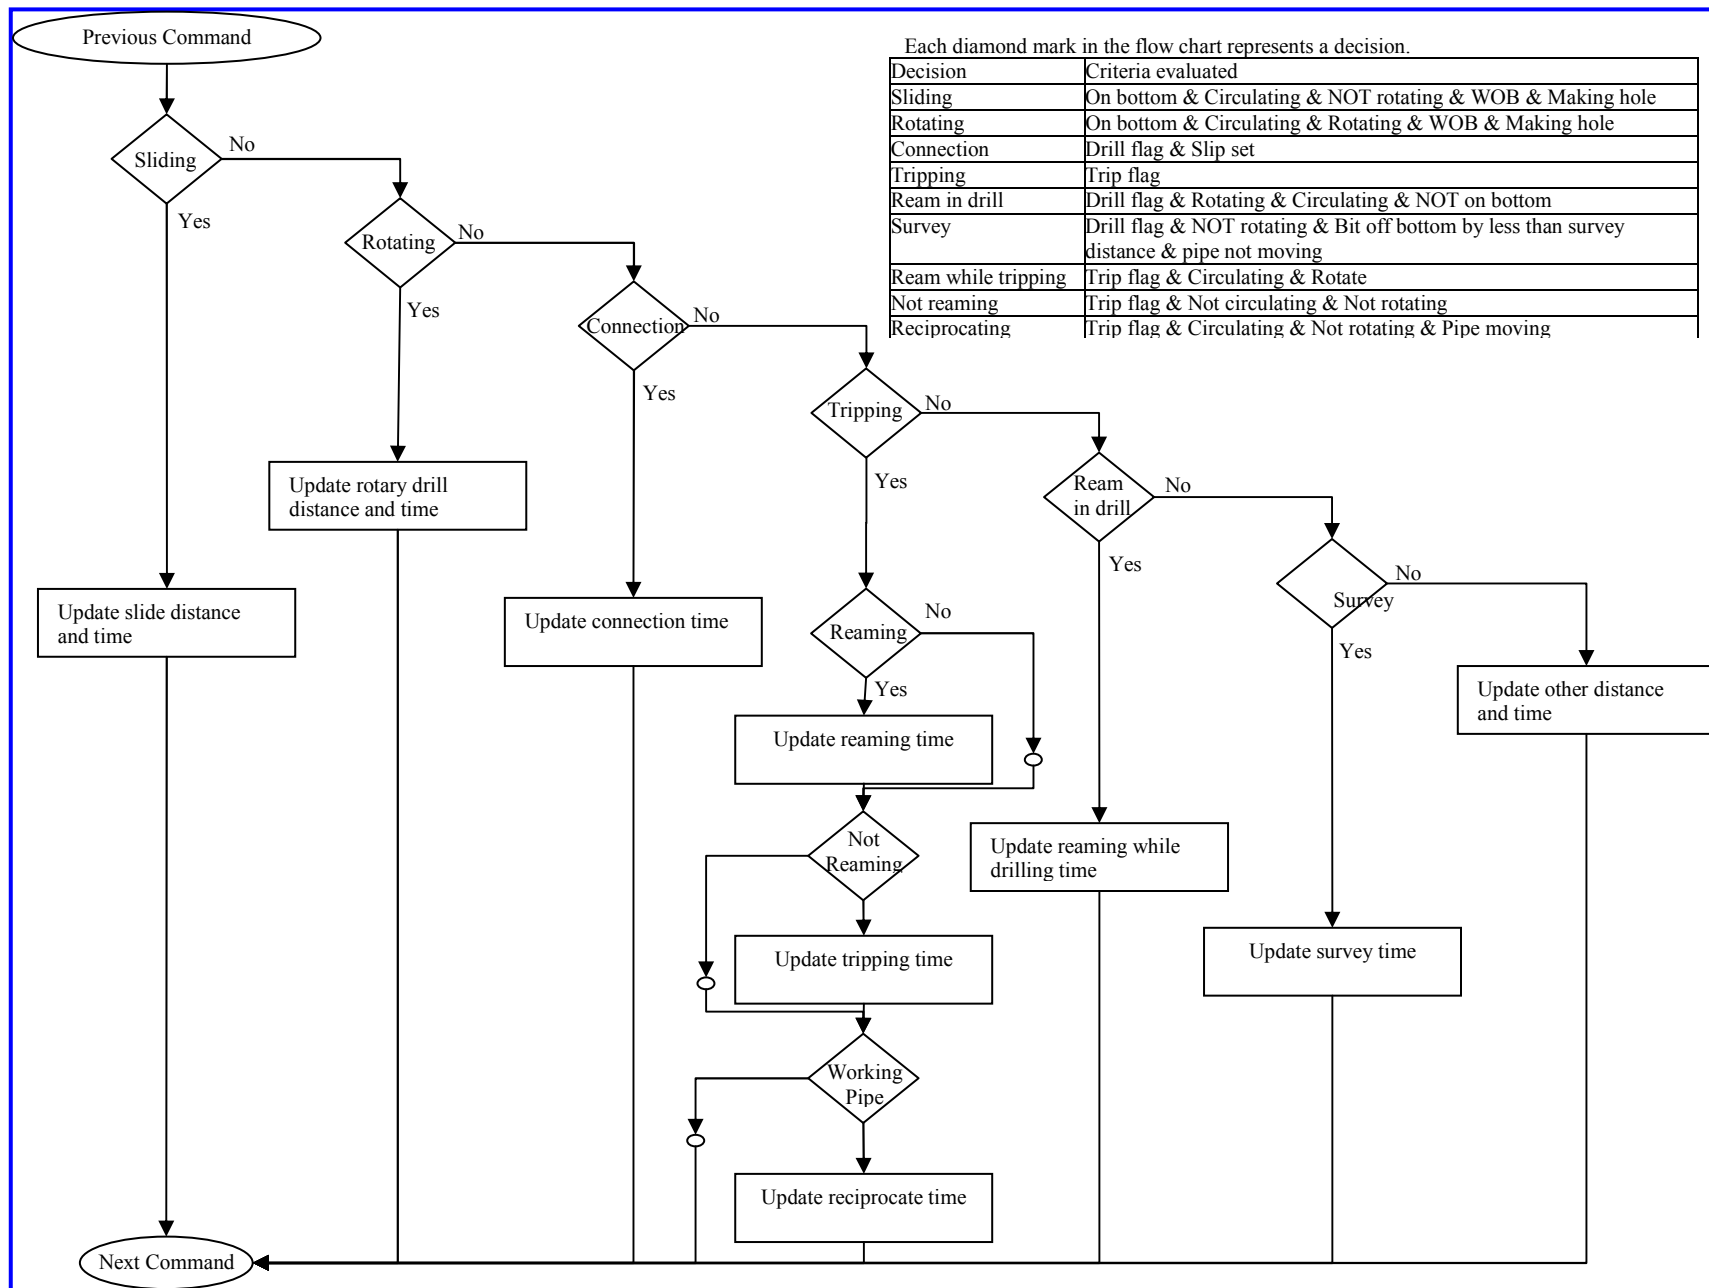 Previous Command
Each diamond mark in the flow chart represents a decision.
Decision Criteria evaluated
Sliding On bottom & Circulating & NOT rotating & WOB & Making hole
Rotating On bottom & Circulating & Rotating & WOB & Making hole
Connection Drill flag & Slip set
Tripping Trip flag
Ream in drill Drill flag & Rotating & Circulating & NOT on bottom
Survey Drill flag & NOT rotating & Bit off bottom by less than survey
distance & pipe not moving
Ream while tripping Trip flag & Circulating & Rotate
Not reaming Trip flag & Not circulating & Not rotating
Reciprocating Trip flag & Circulating & Not rotating & Pipe moving
Sliding
No
Yes
Rotating
No
Yes
Connection
No
Yes
Tripping
No
Yes
Ream
in drill
No
Yes
Survey
No
Yes
Update rotary drill
distance and time
Update slide distance
and time
Update connection time
Reaming
No
Yes
Update reaming time
Update other distance
and time
Not
Reaming
Update reaming while
drilling time
Update tripping time
Update survey time
Working
Pipe
Update reciprocate time
Next Command